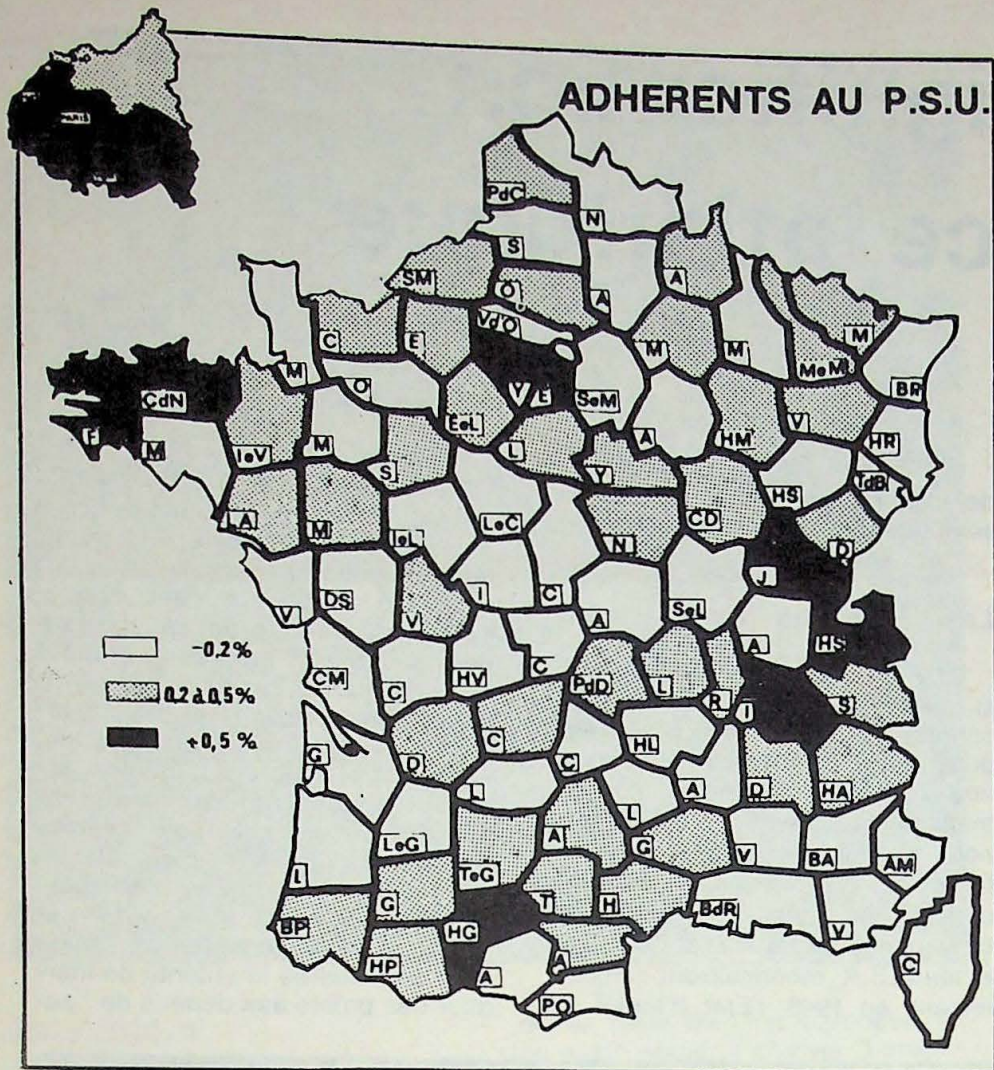 ADHERENTS AU P.S.U.
PARIS
PdC
N
S
SM
O
A
A
C
E
VdO
M
M
MeM
M
M
O
Y
E
SeM
BR
CdN
F
M
IeV
M
EeL
L
A
HM
V
HR
S
Y
HS
TdB
LA
M
IeL
LeC
N
CD
D
J
V
DS
V
I
C
A
SeL
A
HS
-0,2%
0,2 à 0,5%
+0,5 %
CM
C
HV
C
PdD
L
R
I
S
G
D
C
C
HL
A
D
HA
L
L
LeG
TeG
A
L
G
V
BA
AM
BP
G
HG
T
H
BdR
V
HP
A
A
PO
C